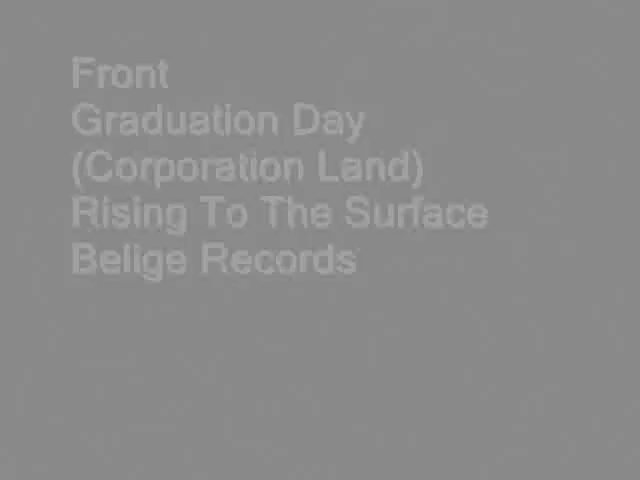 Front
Graduation Day
(Corporation Land)
Rising To The Surface
Belige Records